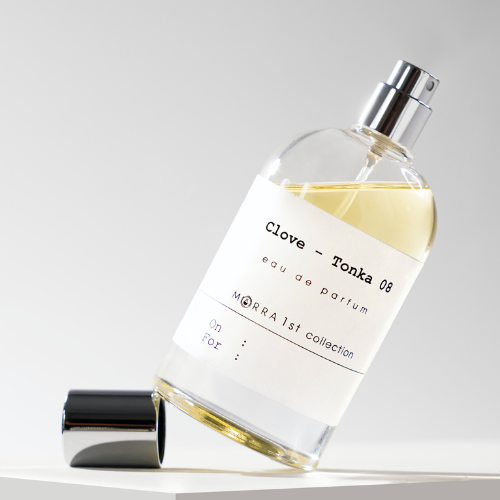 Clove - Tonka 08
eau de parfum
MORRA 1st collection
On :
For :